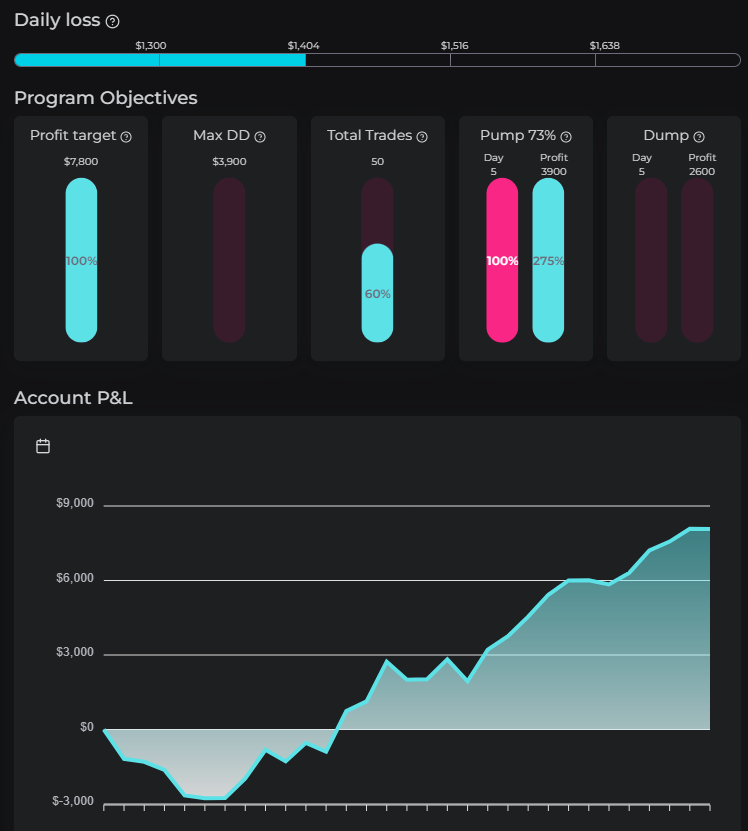 Daily loss
$1,300 $1,404 $1,516 $1,638
Program Objectives
Profit target
$7,800
100%
Max DD
$3,900
Total Trades
50
60%
Pump 73%
Day Profit
5 3900
100% 275%
Dump
Day Profit
5 2600
Account P&L
$9,000
$6,000
$3,000
$0
$-3,000